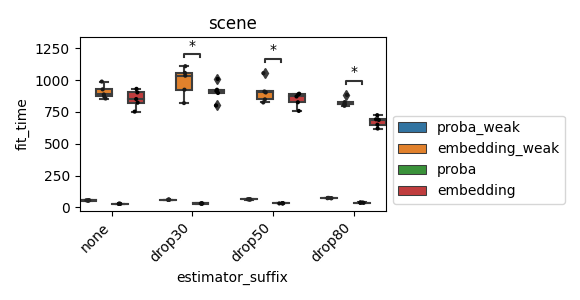 scene
fit_time
1250
1000
750
500
250
0
*
*
*
none
drop30
drop50
drop80
estimator_suffix
proba_weak
embedding_weak
proba
embedding